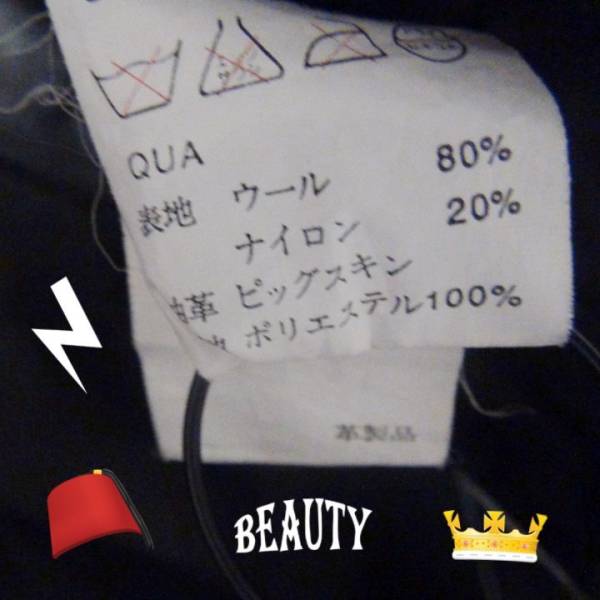 QUA
表地 ウール 80%
ナイロン 20%
革 ピッグスキン
ポリエステル100%
革製品
BEAUTY